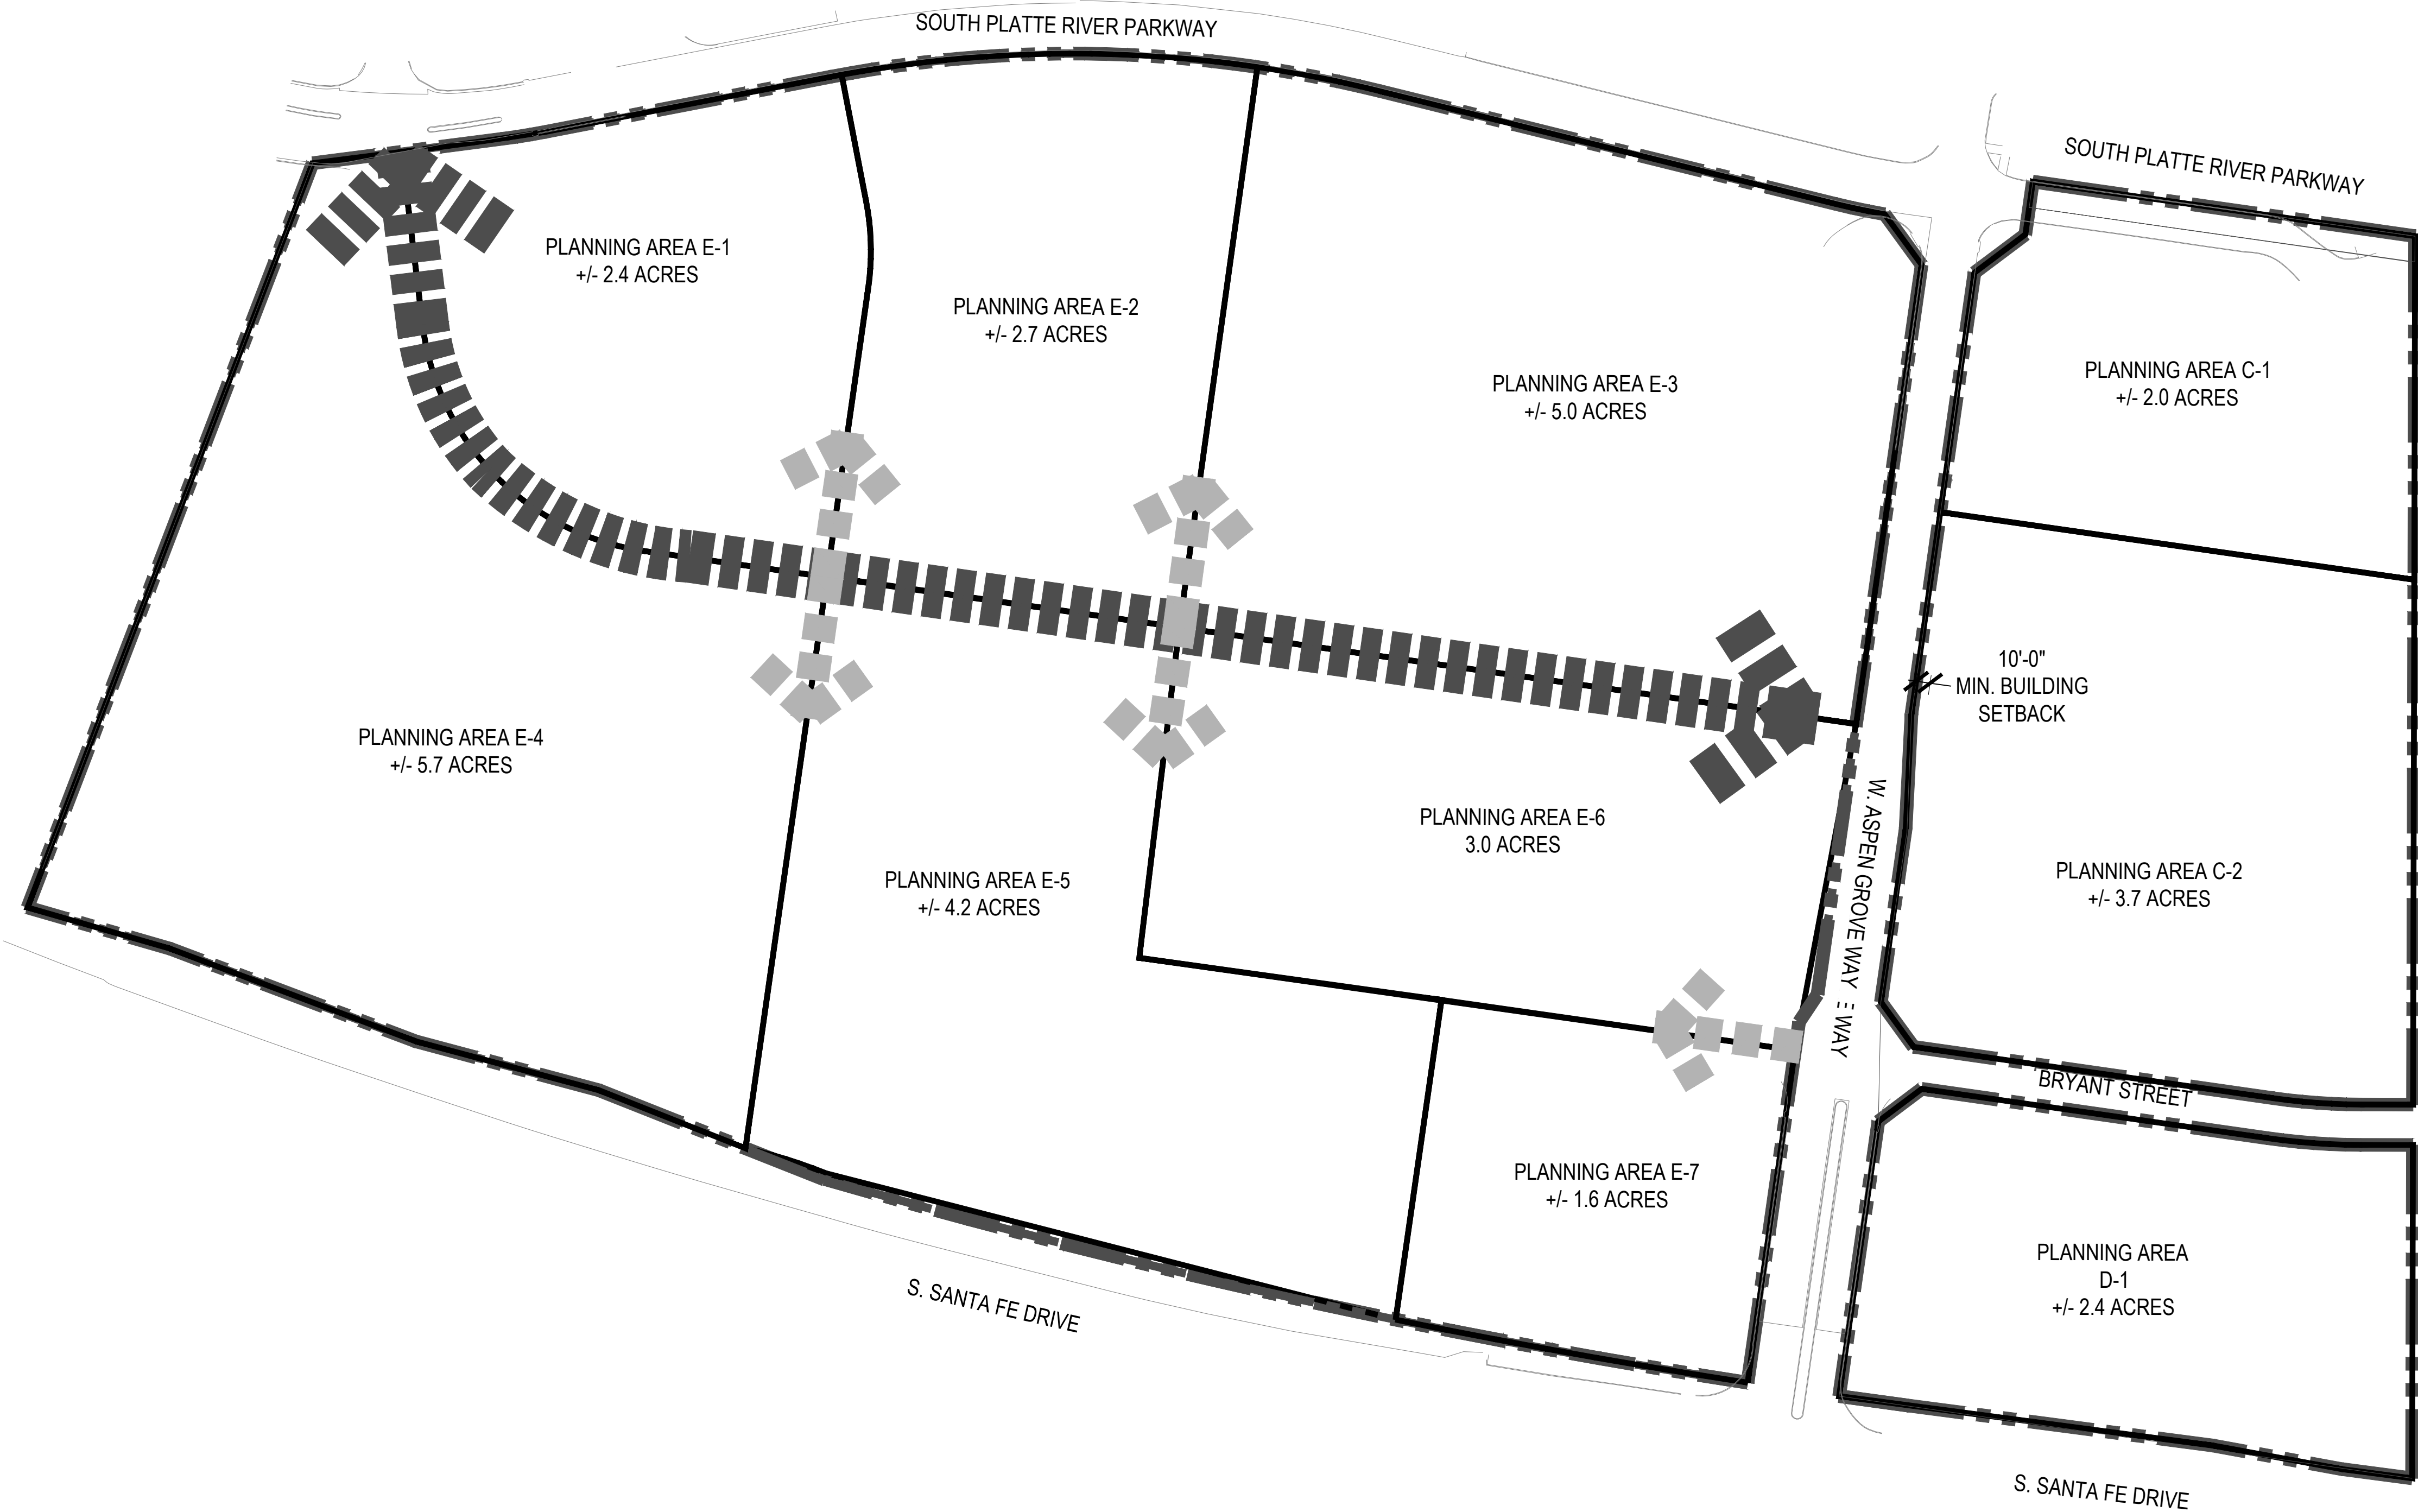 SOUTH PLATTE RIVER PARKWAY
SOUTH PLATTE RIVER PARKWAY
PLANNING AREA E-1
+/- 2.4 ACRES
PLANNING AREA E-2
+/- 2.7 ACRES
PLANNING AREA E-3
+/- 5.0 ACRES
PLANNING AREA C-1
+/- 2.0 ACRES
10'-0"
MIN. BUILDING
SETBACK
PLANNING AREA E-4
+/- 5.7 ACRES
PLANNING AREA E-5
+/- 4.2 ACRES
PLANNING AREA E-6
3.0 ACRES
W. ASPEN GROVE WAY
WAY
PLANNING AREA C-2
+/- 3.7 ACRES
BRYANT STREET
PLANNING AREA E-7
+/- 1.6 ACRES
PLANNING AREA
D-1
+/- 2.4 ACRES
S. SANTA FE DRIVE
S. SANTA FE DRIVE